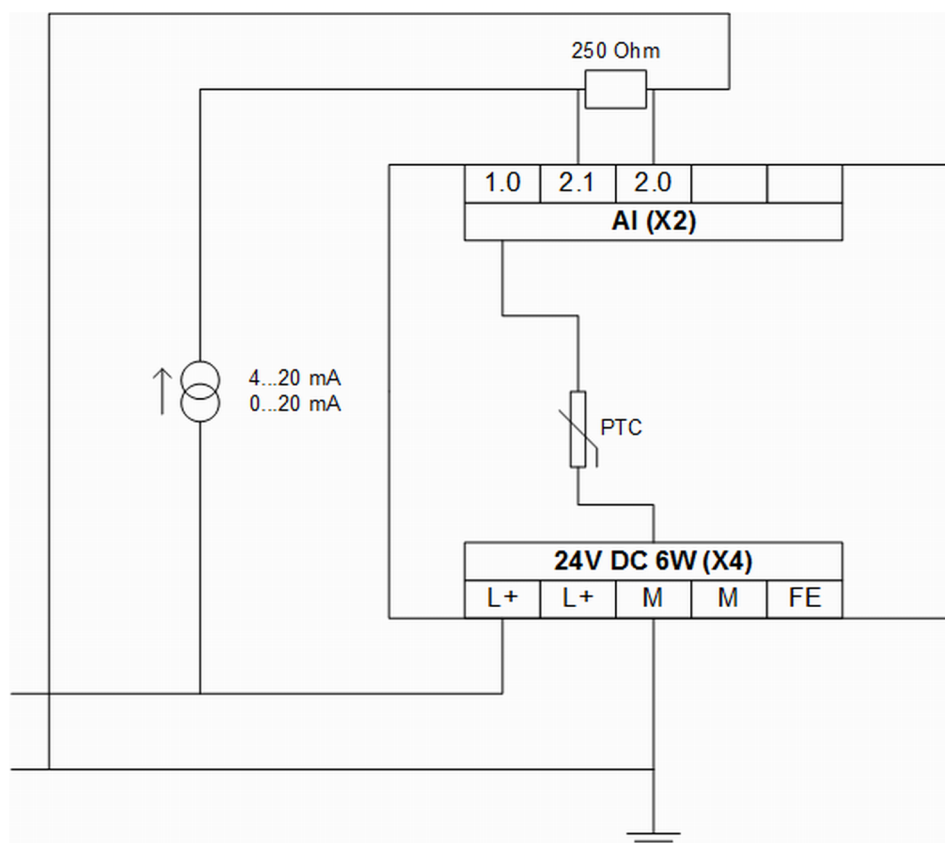 250 Ohm
1.0 2.1 2.0
AI (X2)
4...20 mA
0...20 mA
PTC
24V DC 6W (X4)
L+ L+ M M FE